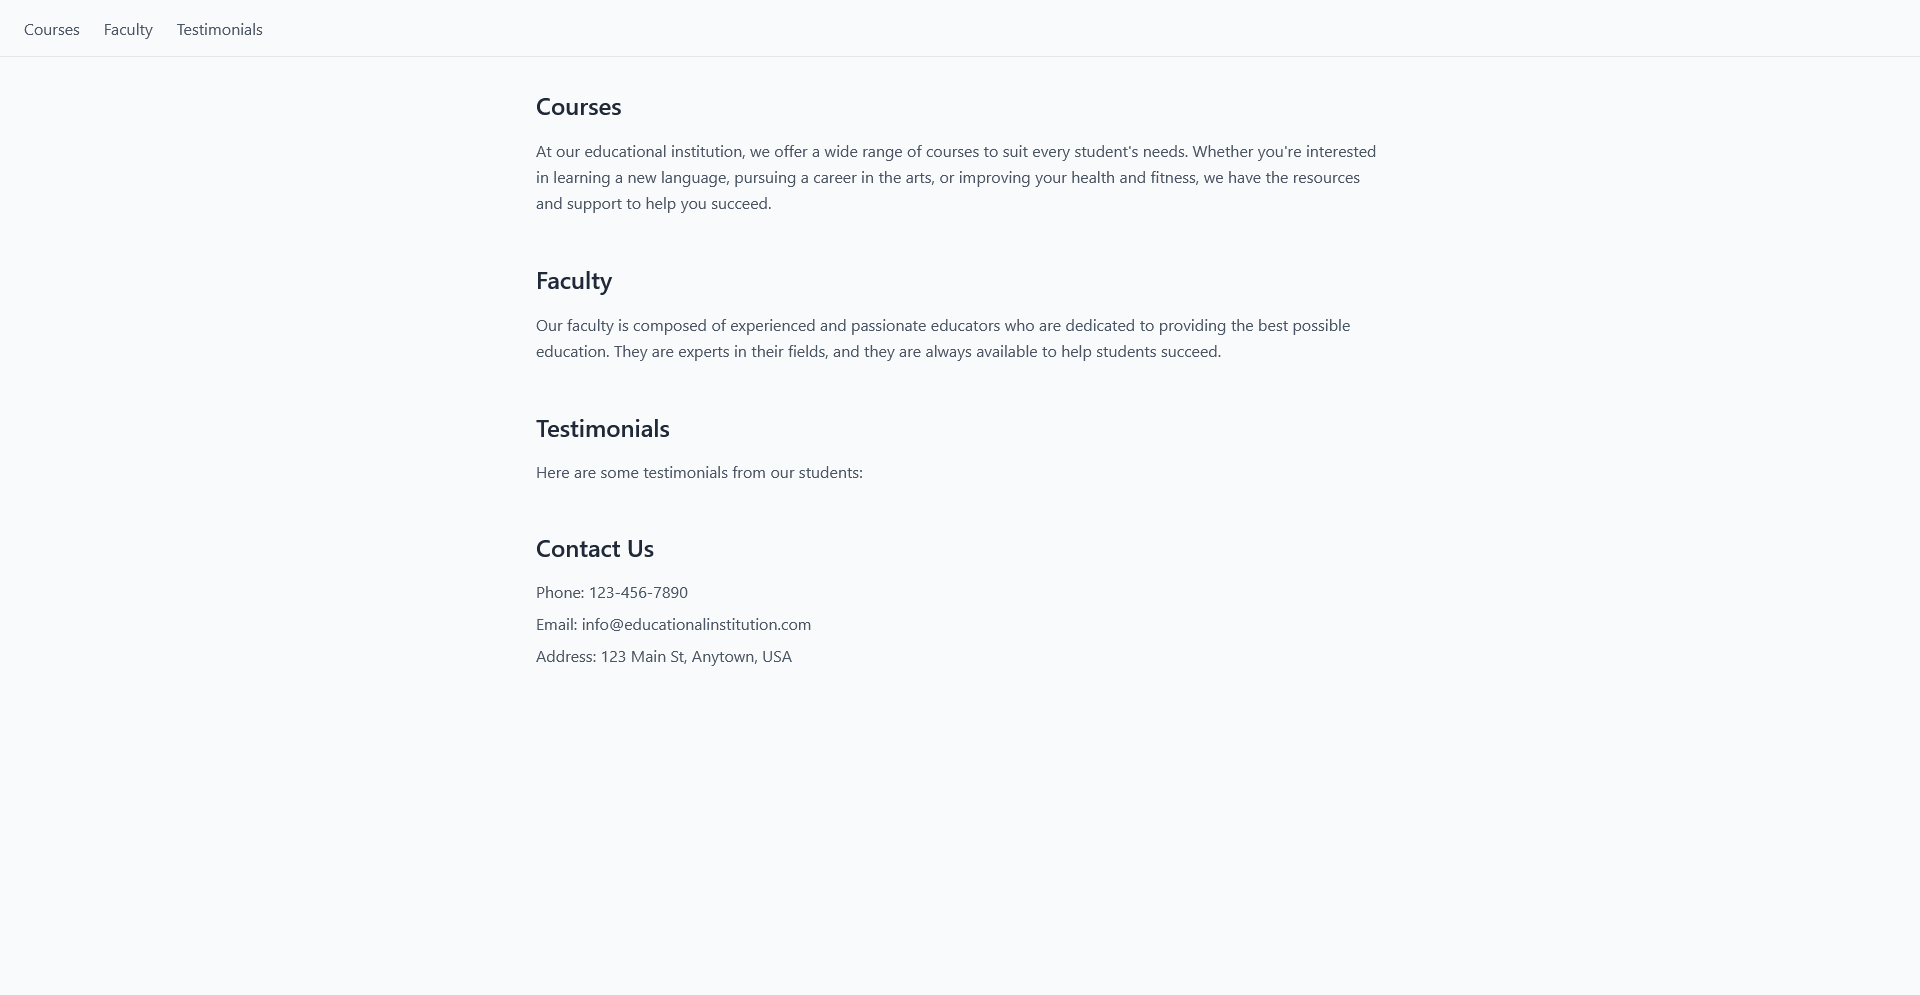 Courses Faculty Testimonials
Courses
At our educational institution, we offer a wide range of courses to suit every student's needs. Whether you're interested
in learning a new language, pursuing a career in the arts, or improving your health and fitness, we have the resources
and support to help you succeed.
Faculty
Our faculty is composed of experienced and passionate educators who are dedicated to providing the best possible
education. They are experts in their fields, and they are always available to help students succeed.
Testimonials
Here are some testimonials from our students:
Contact Us
Phone: 123-456-7890
Email: info@educationalinstitution.com
Address: 123 Main St, Anytown, USA